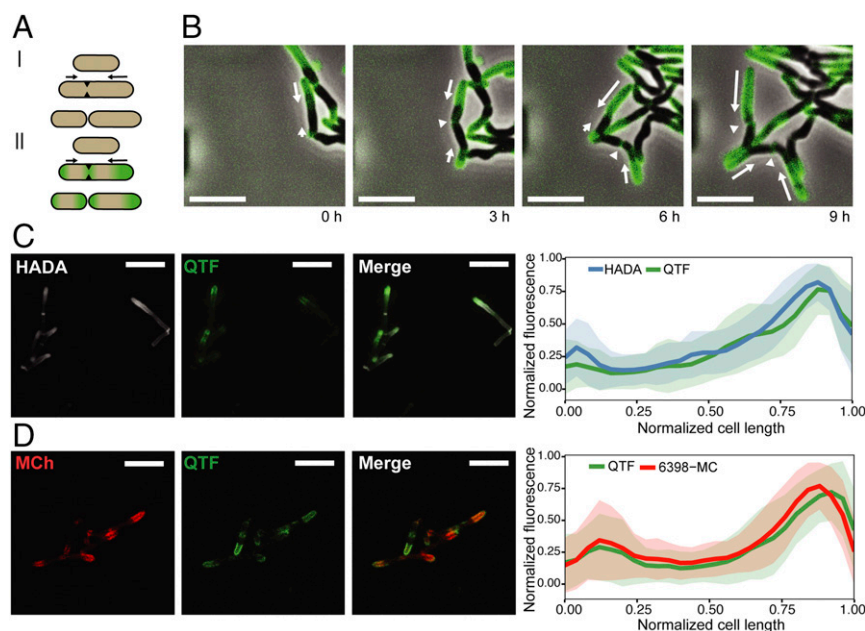 A
I
II
B
0 h
3 h
6 h
9 h
C
HADA
QTF
Merge
HADA QTF
Normalized fluorescence
1.00
0.75
0.50
0.25
0.00
0.00 0.25 0.50 0.75 1.00
Normalized cell length
D
MCh
QTF
Merge
QTF 6398−MC
Normalized fluorescence
1.00
0.75
0.50
0.25
0.00
0.00 0.25 0.50 0.75 1.00
Normalized cell length